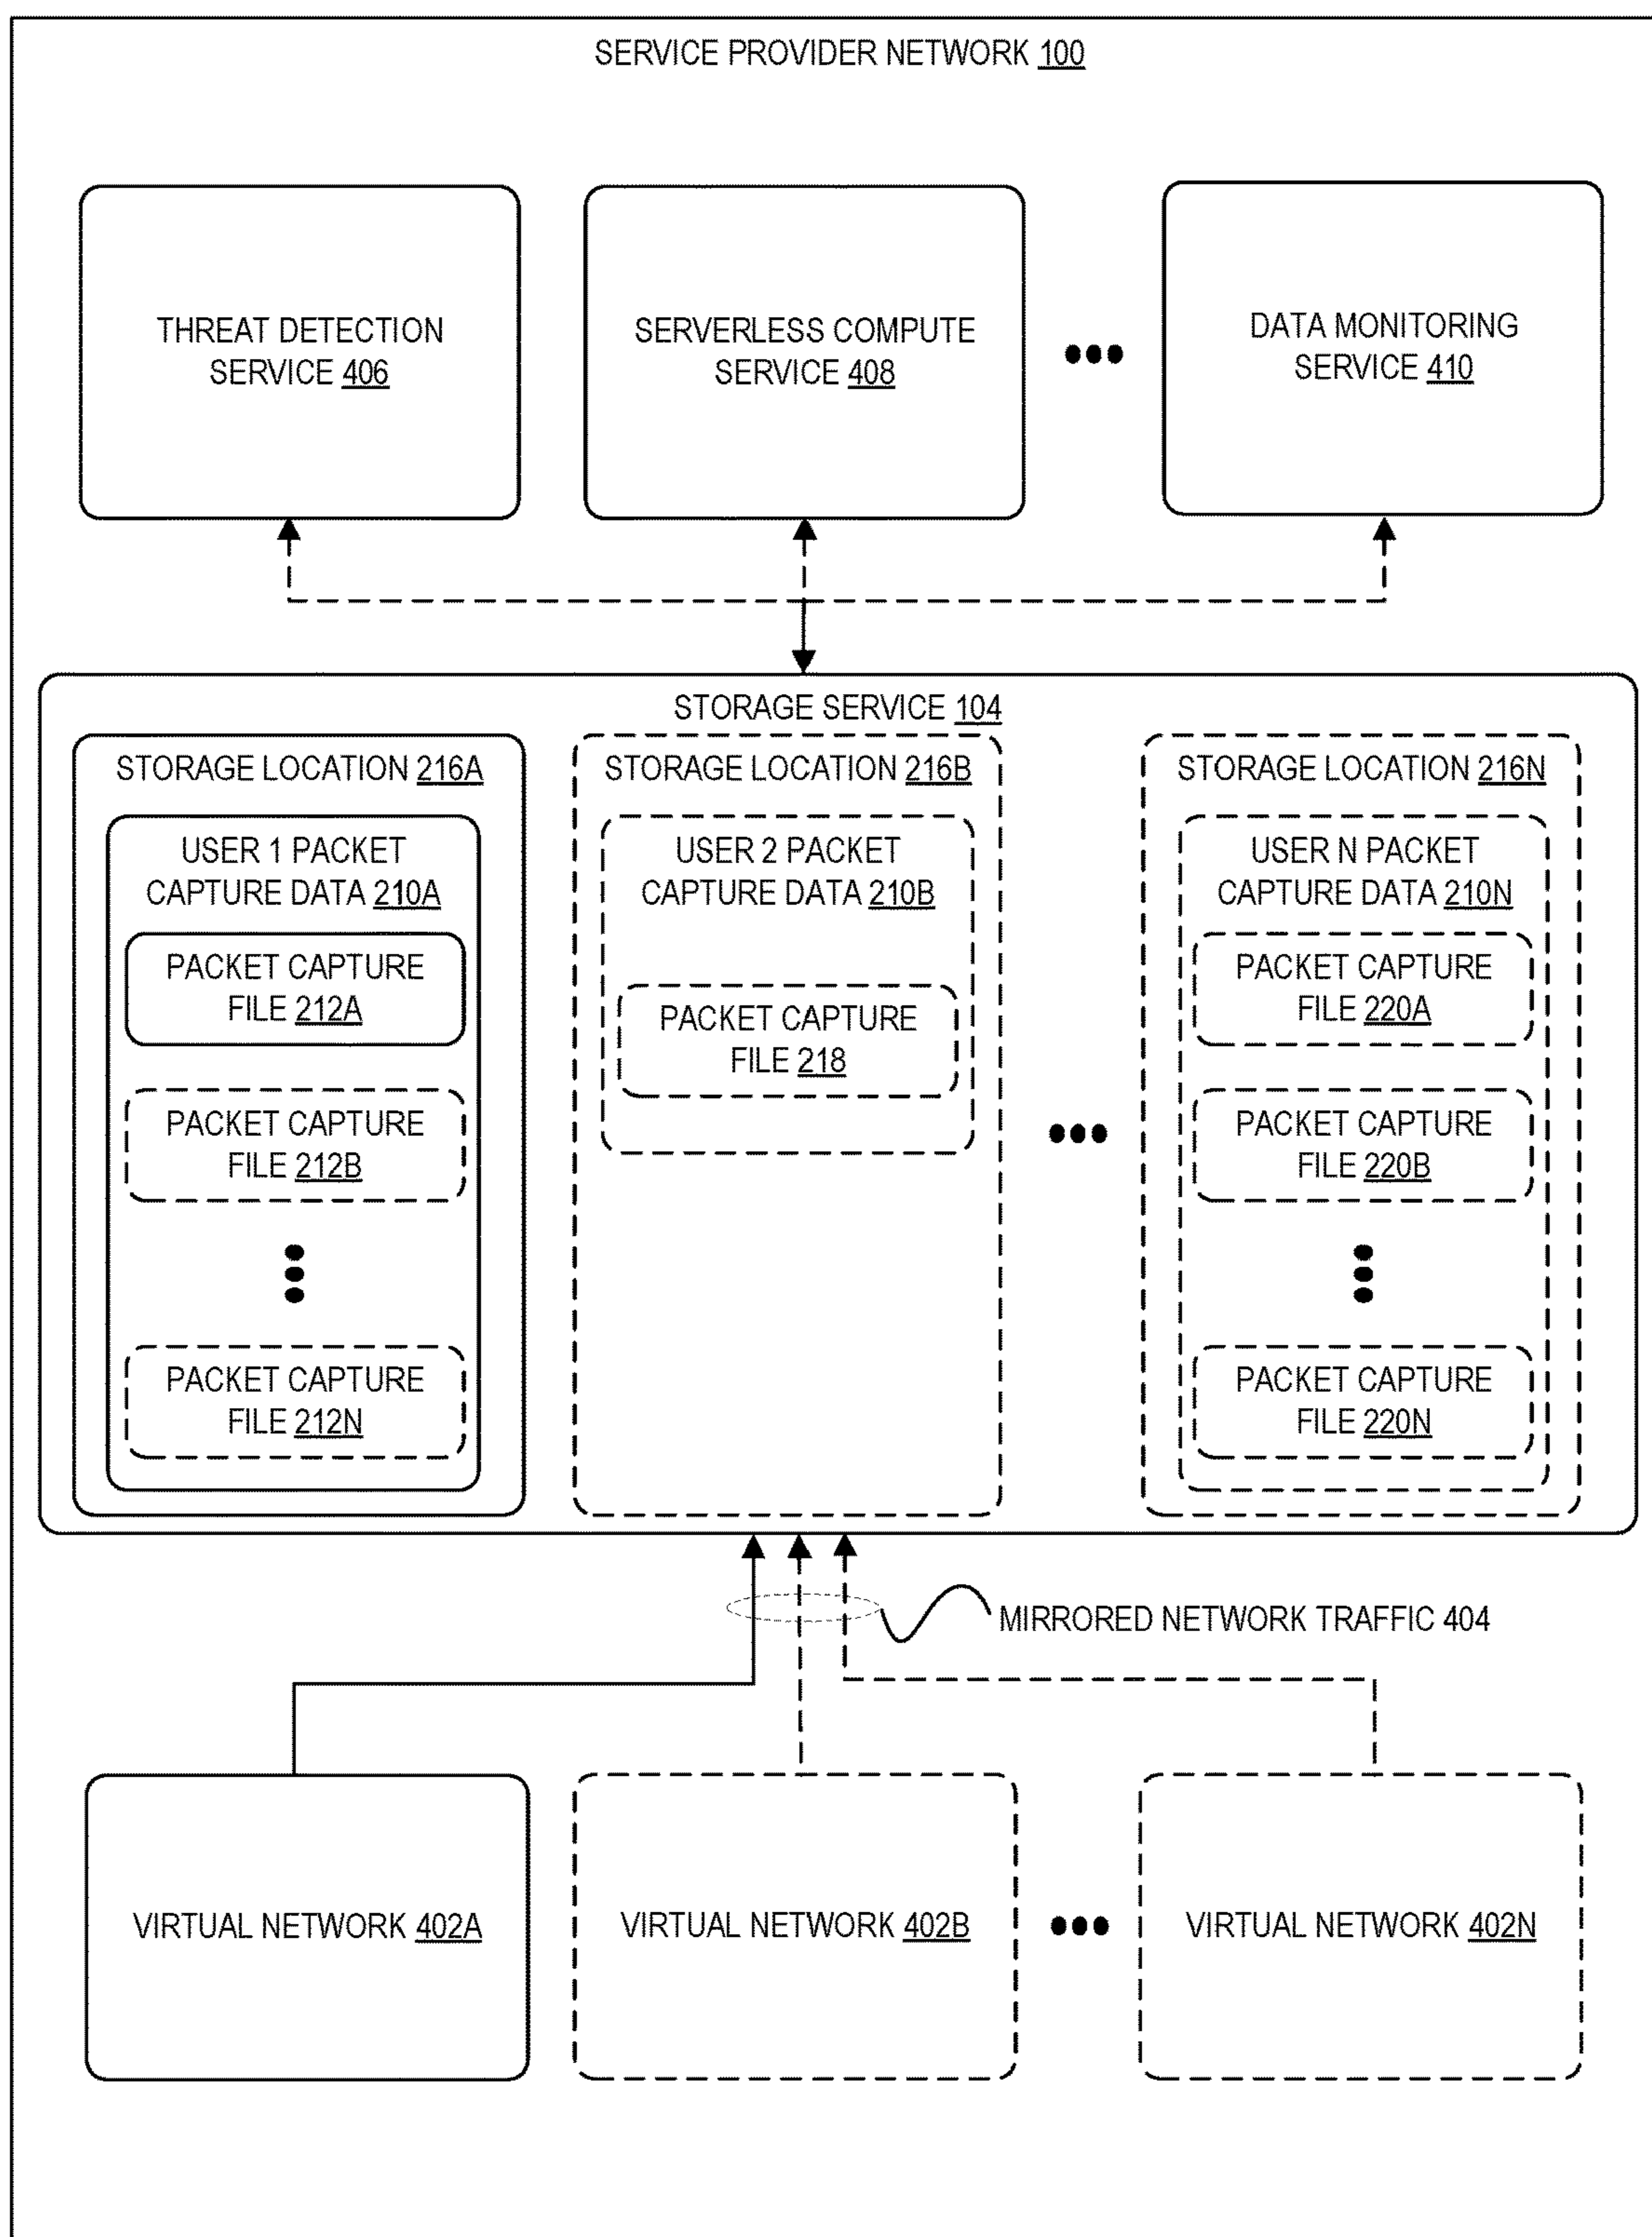 SERVICE PROVIDER NETWORK 100
THREAT DETECTION
SERVICE 406
SERVERLESS COMPUTE
SERVICE 408
DATA MONITORING
SERVICE 410
STORAGE SERVICE 104
STORAGE LOCATION 216A
USER 1 PACKET
CAPTURE DATA 210A
PACKET CAPTURE
FILE 212A
PACKET CAPTURE
FILE 212B
PACKET CAPTURE
FILE 212N
STORAGE LOCATION 216B
USER 2 PACKET
CAPTURE DATA 210B
PACKET CAPTURE
FILE 218
STORAGE LOCATION 216N
USER N PACKET
CAPTURE DATA 210N
PACKET CAPTURE
FILE 220A
PACKET CAPTURE
FILE 220B
PACKET CAPTURE
FILE 220N
MIRRORED NETWORK TRAFFIC 404
VIRTUAL NETWORK 402A
VIRTUAL NETWORK 402B
VIRTUAL NETWORK 402N